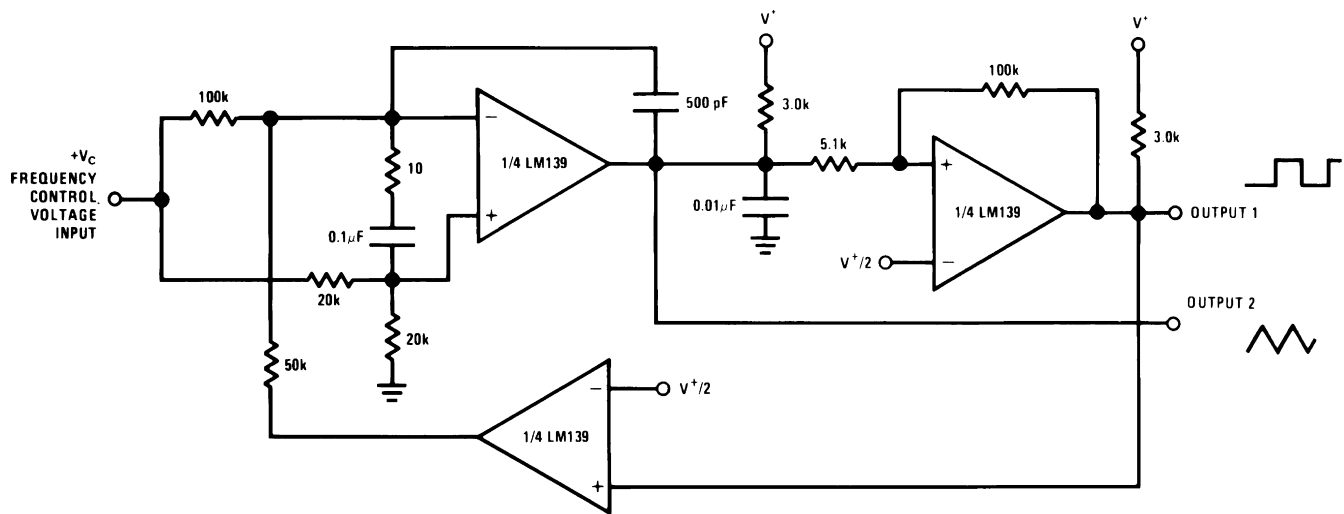 V+
V+
100k
100k
500 pF
3.0k
3.0k
5.1k
−
10
1/4 LM139
+
+VC
FREQUENCY
CONTROL
VOLTAGE
INPUT
+
0.01μF
1/4 LM139
OUTPUT 1
0.1μF
V+/2
−
20k
OUTPUT 2
20k
50k
−
V+/2
1/4 LM139
+